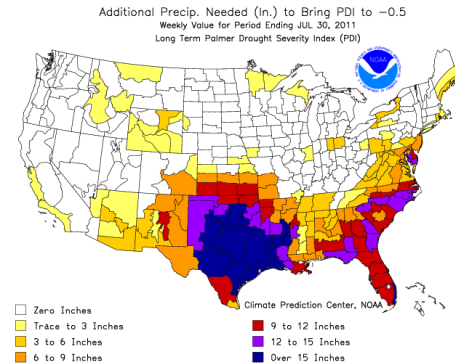 Additional Precip. Needed (In.) to Bring PDI to -0.5
Weekly Value for Period Ending JUL 30, 2011
Long Term Palmer Drought Severity Index (PDI)
NOAA
Climate Prediction Center, NOAA
Zero Inches
Trace to 3 Inches
3 to 6 Inches
6 to 9 Inches
9 to 12 Inches
12 to 15 Inches
Over 15 Inches